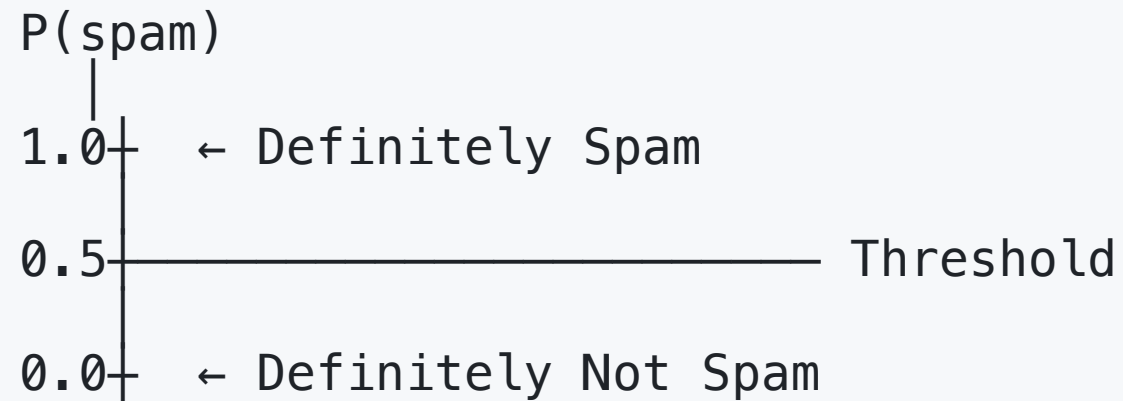 P(spam)
1.0 ← Definitely Spam
0.5 Threshold
0.0 ← Definitely Not Spam